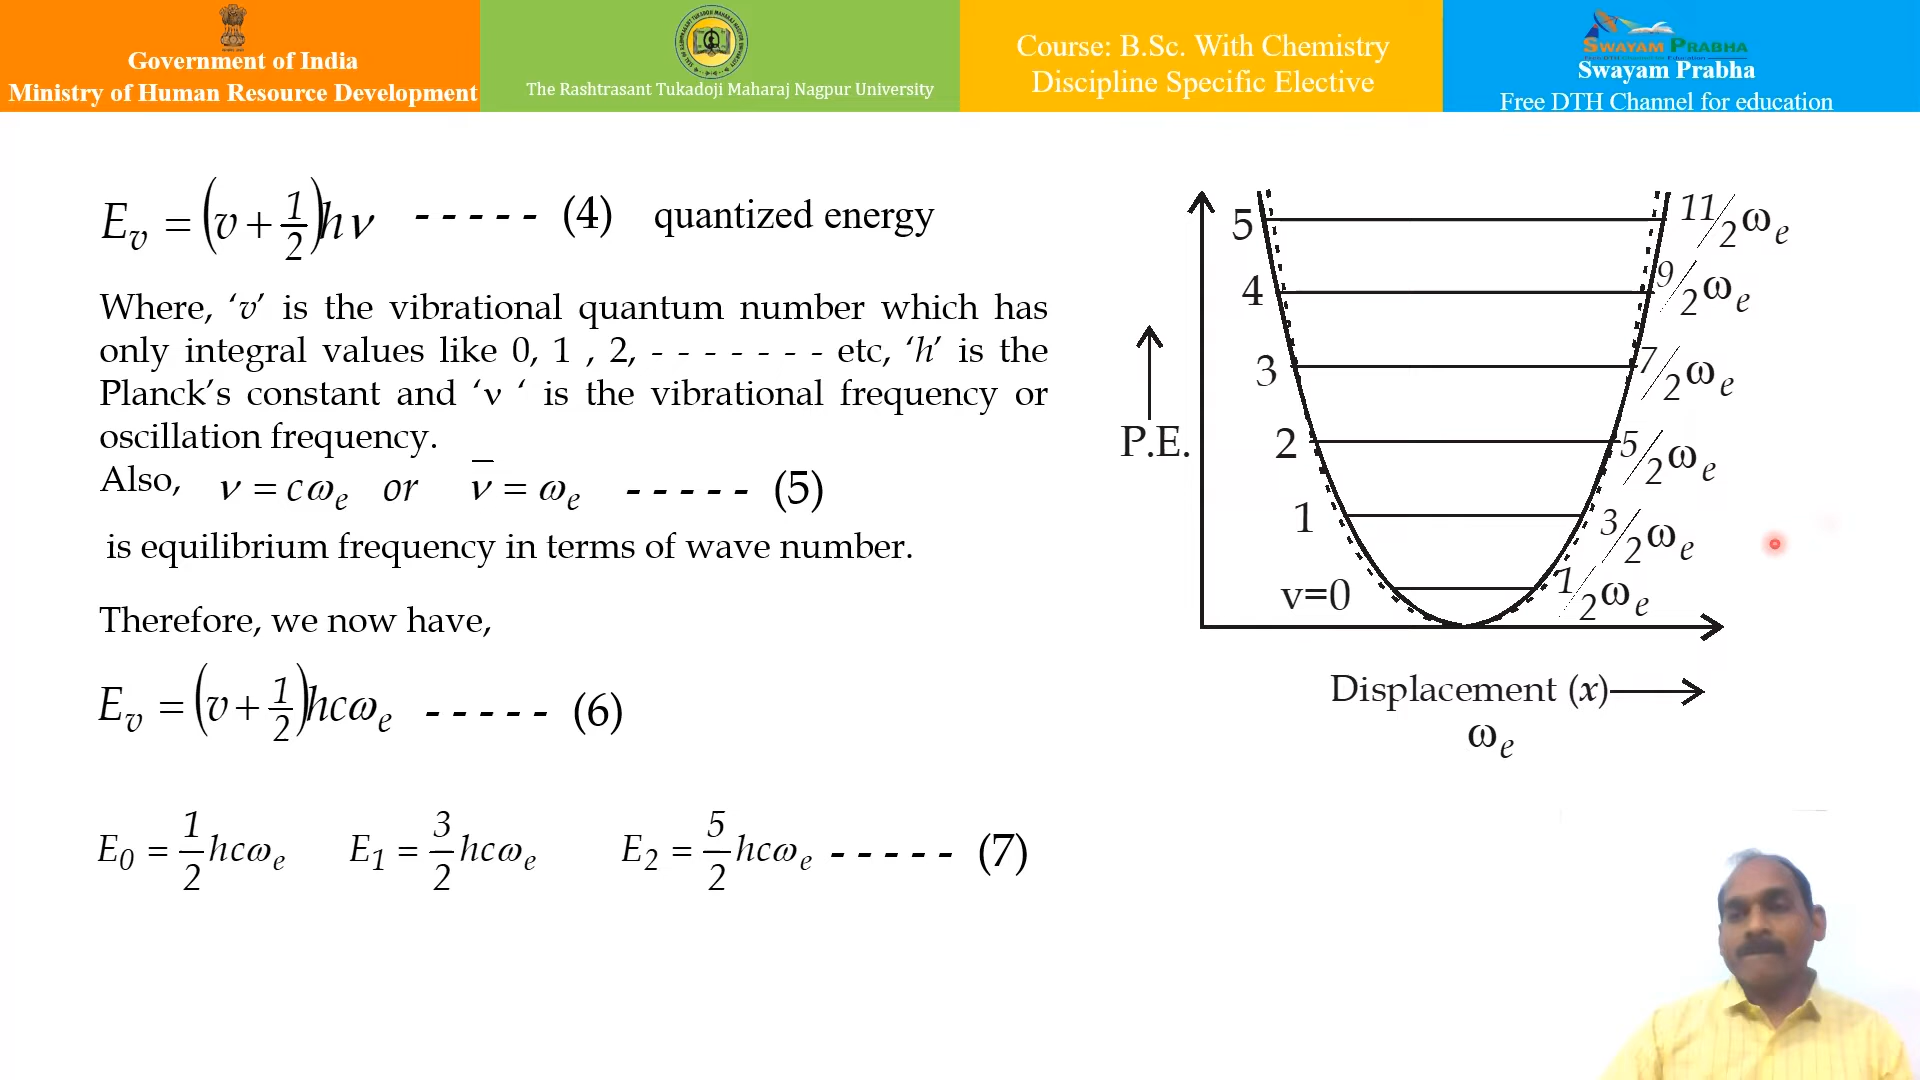 Government of India
Ministry of Human Resource Development
The Rashtrasant Tukadoji Maharaj Nagpur University
Course: B.Sc. With Chemistry
Discipline Specific Elective
SWAYAM PRABHA
Swayam Prabha
Free DTH Channel for education
E_v = (v + 1/2)hν - - - - - (4) quantized energy
Where, ‘v’ is the vibrational quantum number which has
only integral values like 0, 1 , 2, - - - - - - - etc, ‘h’ is the
Planck’s constant and ‘ν ‘ is the vibrational frequency or
oscillation frequency.
Also, ν = cω_e or ν̄ = ω_e - - - - - (5)
is equilibrium frequency in terms of wave number.
Therefore, we now have,
E_v = (v + 1/2)hcω_e - - - - - (6)
E_0 = 1/2 hcω_e E_1 = 3/2 hcω_e E_2 = 5/2 hcω_e - - - - - (7)
5 11/2 ω_e
4 9/2 ω_e
3 7/2 ω_e
P.E. 2 5/2 ω_e
1 3/2 ω_e
v=0 1/2 ω_e
Displacement (x)
ω_e